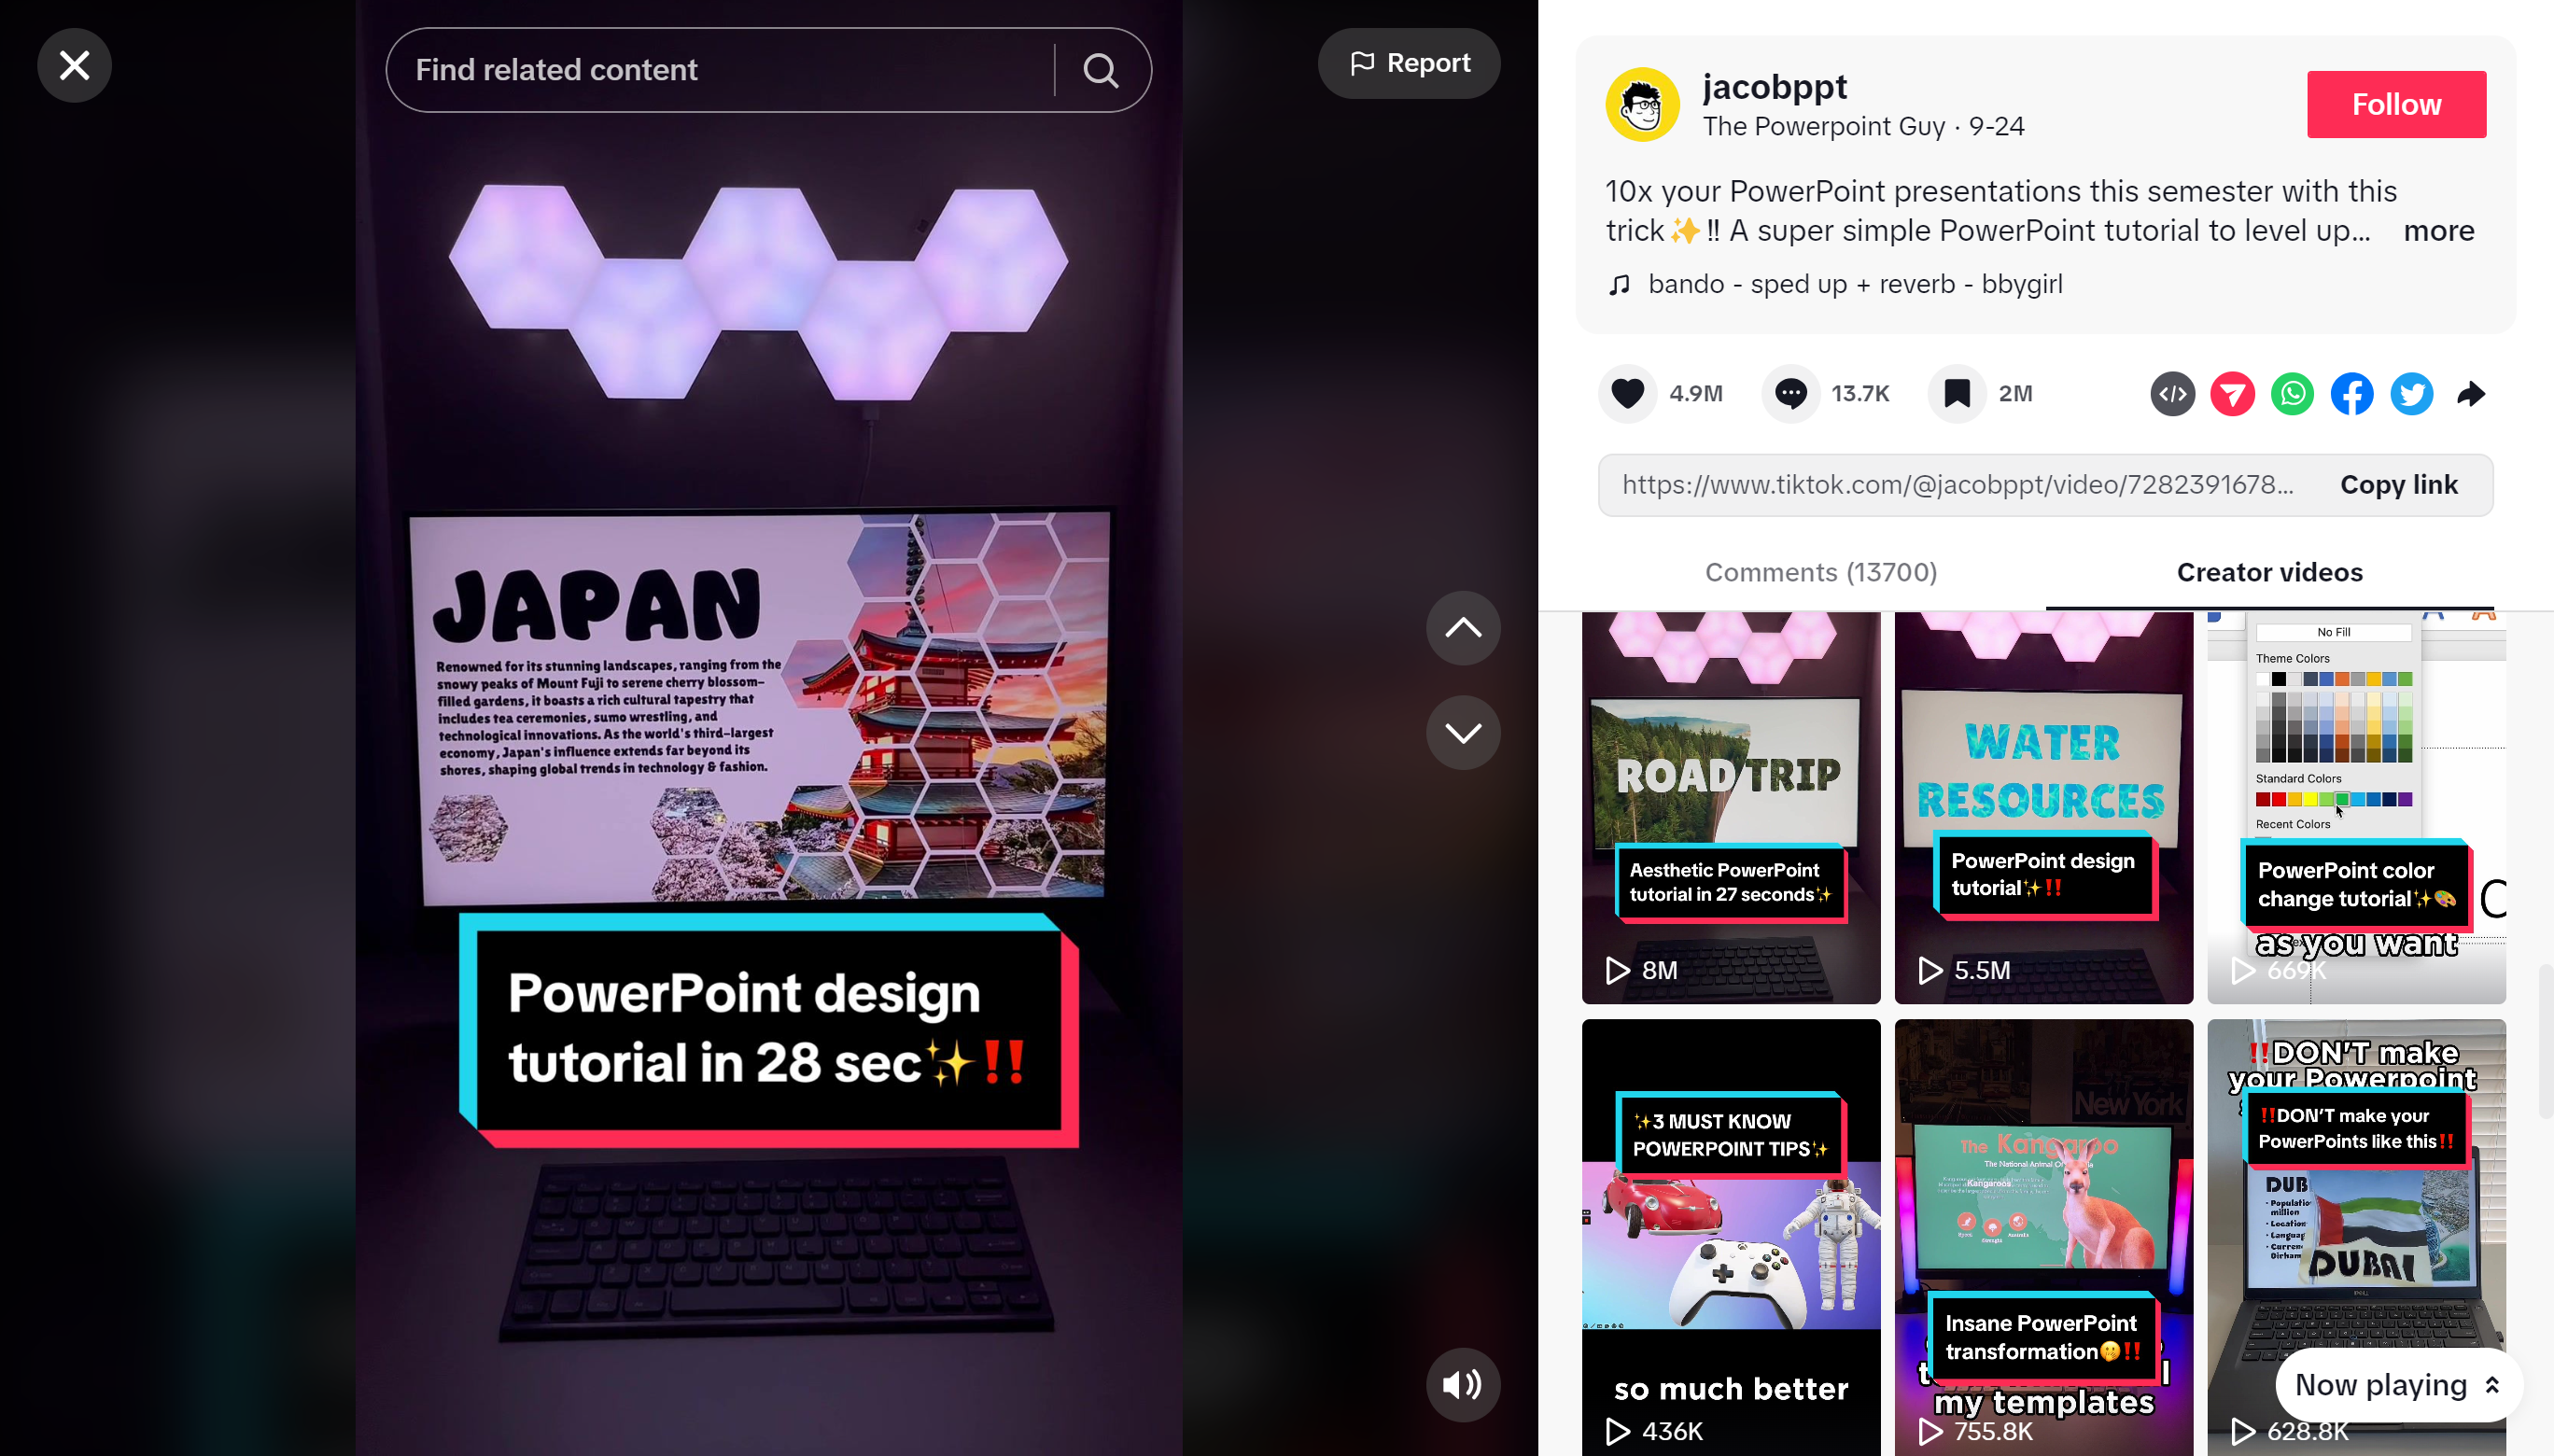 Find related content
Report
JAPAN
Renowned for its stunning landscapes, ranging from the
snowy peaks of Mount Fuji to serene cherry blossom-
filled gardens, it boasts a rich cultural tapestry that
includes tea ceremonies, sumo wrestling, and
technological innovations. As the world's third-largest
economy, Japan's influence extends far beyond its
shores, shaping global trends in technology & fashion.
PowerPoint design
tutorial in 28 sec✨‼️
jacobppt
The Powerpoint Guy · 9-24
Follow
10x your PowerPoint presentations this semester with this
trick✨‼ A super simple PowerPoint tutorial to level up... more
bando - sped up + reverb - bbygirl
4.9M
13.7K
2M
https://www.tiktok.com/@jacobppt/video/7282391678...
Copy link
Comments (13700)
Creator videos
ROAD TRIP
Aesthetic PowerPoint
tutorial in 27 seconds✨
8M
WATER
RESOURCES
PowerPoint design
tutorial✨‼️
5.5M
No Fill
Theme Colors
Standard Colors
Recent Colors
PowerPoint color
change tutorial✨🎨
as you want
669K
✨3 MUST KNOW
POWERPOINT TIPS✨
so much better
436K
New York
The Kangaroo
The National Animal Of
Kangaroos
Insane PowerPoint
transformation🤭‼️
my templates
755.8K
‼️DON'T make
your Powerpoint
‼️DON'T make your
PowerPoints like this‼️
DUB
DUBAI
628.8K
Now playing